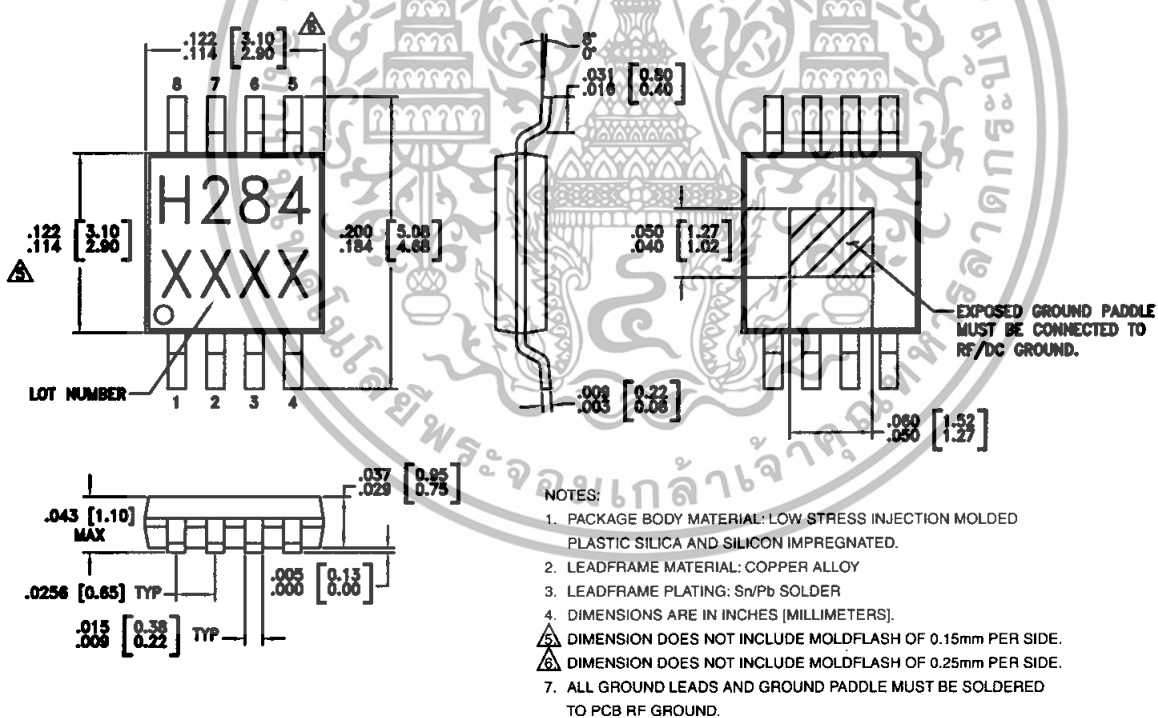 .122 [3.10]
.114 [2.90]
6
8 7 6 5
H284
XXXX
.122 [3.10]
.114 [2.90]
5
.200 [5.08]
.184 [4.68]
LOT NUMBER
1 2 3 4
8°
0°
.031 [0.80]
.016 [0.40]
.009 [0.22]
.003 [0.08]
.050 [1.27]
.040 [1.02]
EXPOSED GROUND PADDLE
MUST BE CONNECTED TO
RF/DC GROUND.
.060 [1.52]
.050 [1.27]
.037 [0.95]
.029 [0.75]
.043 [1.10]
MAX
.0256 [0.65] TYP
.005 [0.13]
.000 [0.00]
.015 [0.38]
.009 [0.22] TYP
NOTES:
1. PACKAGE BODY MATERIAL: LOW STRESS INJECTION MOLDED
PLASTIC SILICA AND SILICON IMPREGNATED.
2. LEADFRAME MATERIAL: COPPER ALLOY
3. LEADFRAME PLATING: Sn/Pb SOLDER
4. DIMENSIONS ARE IN INCHES [MILLIMETERS].
5 DIMENSION DOES NOT INCLUDE MOLDFLASH OF 0.15mm PER SIDE.
6 DIMENSION DOES NOT INCLUDE MOLDFLASH OF 0.25mm PER SIDE.
7. ALL GROUND LEADS AND GROUND PADDLE MUST BE SOLDERED
TO PCB RF GROUND.